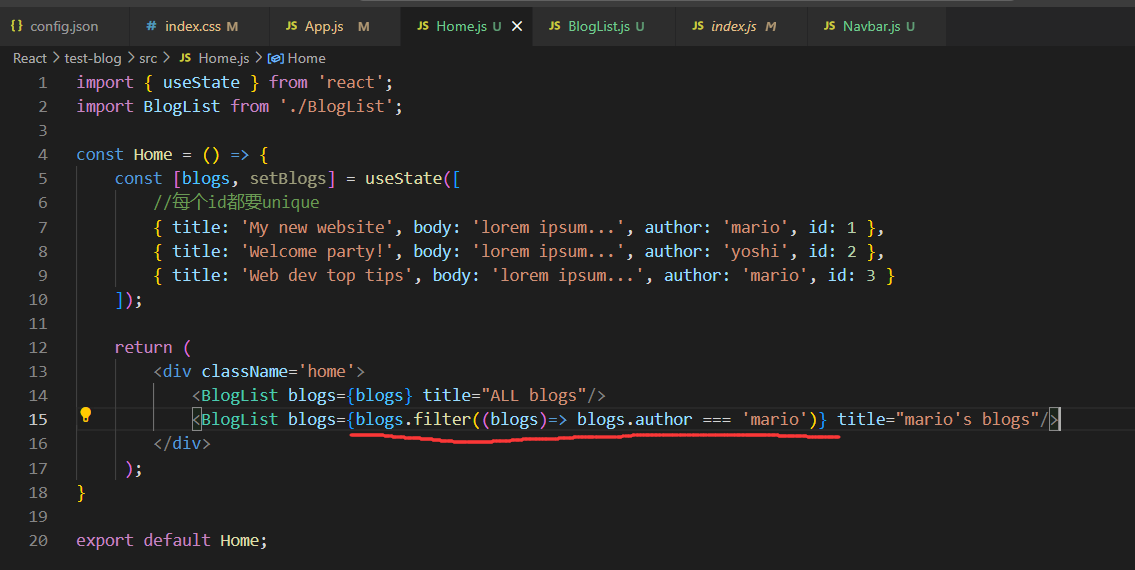 config.json
index.css M
App.js M
Home.js U
BlogList.js U
index.js M
Navbar.js U
React > test-blog > src > JS Home.js > Home
1 import { useState } from 'react';
2 import BlogList from './BlogList';
3
4 const Home = () => {
5 const [blogs, setBlogs] = useState([
6 //每个id都要unique
7 { title: 'My new website', body: 'lorem ipsum...', author: 'mario', id: 1 },
8 { title: 'Welcome party!', body: 'lorem ipsum...', author: 'yoshi', id: 2 },
9 { title: 'Web dev top tips', body: 'lorem ipsum...', author: 'mario', id: 3 }
10 ]);
11
12 return (
13 <div className='home'>
14 <BlogList blogs={blogs} title="ALL blogs"/>
15 <BlogList blogs={blogs.filter((blogs)=> blogs.author === 'mario')} title="mario's blogs"/>
16 </div>
17 );
18 }
19
20 export default Home;